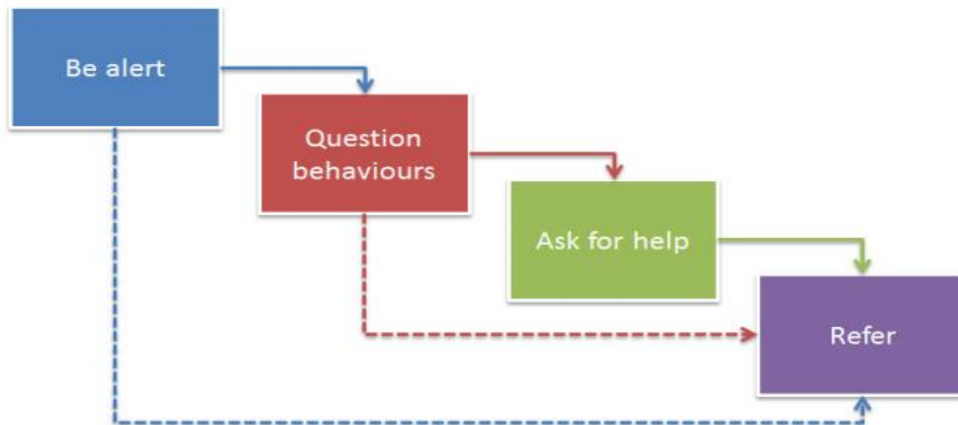 Be alert
Question
behaviours
Ask for help
Refer